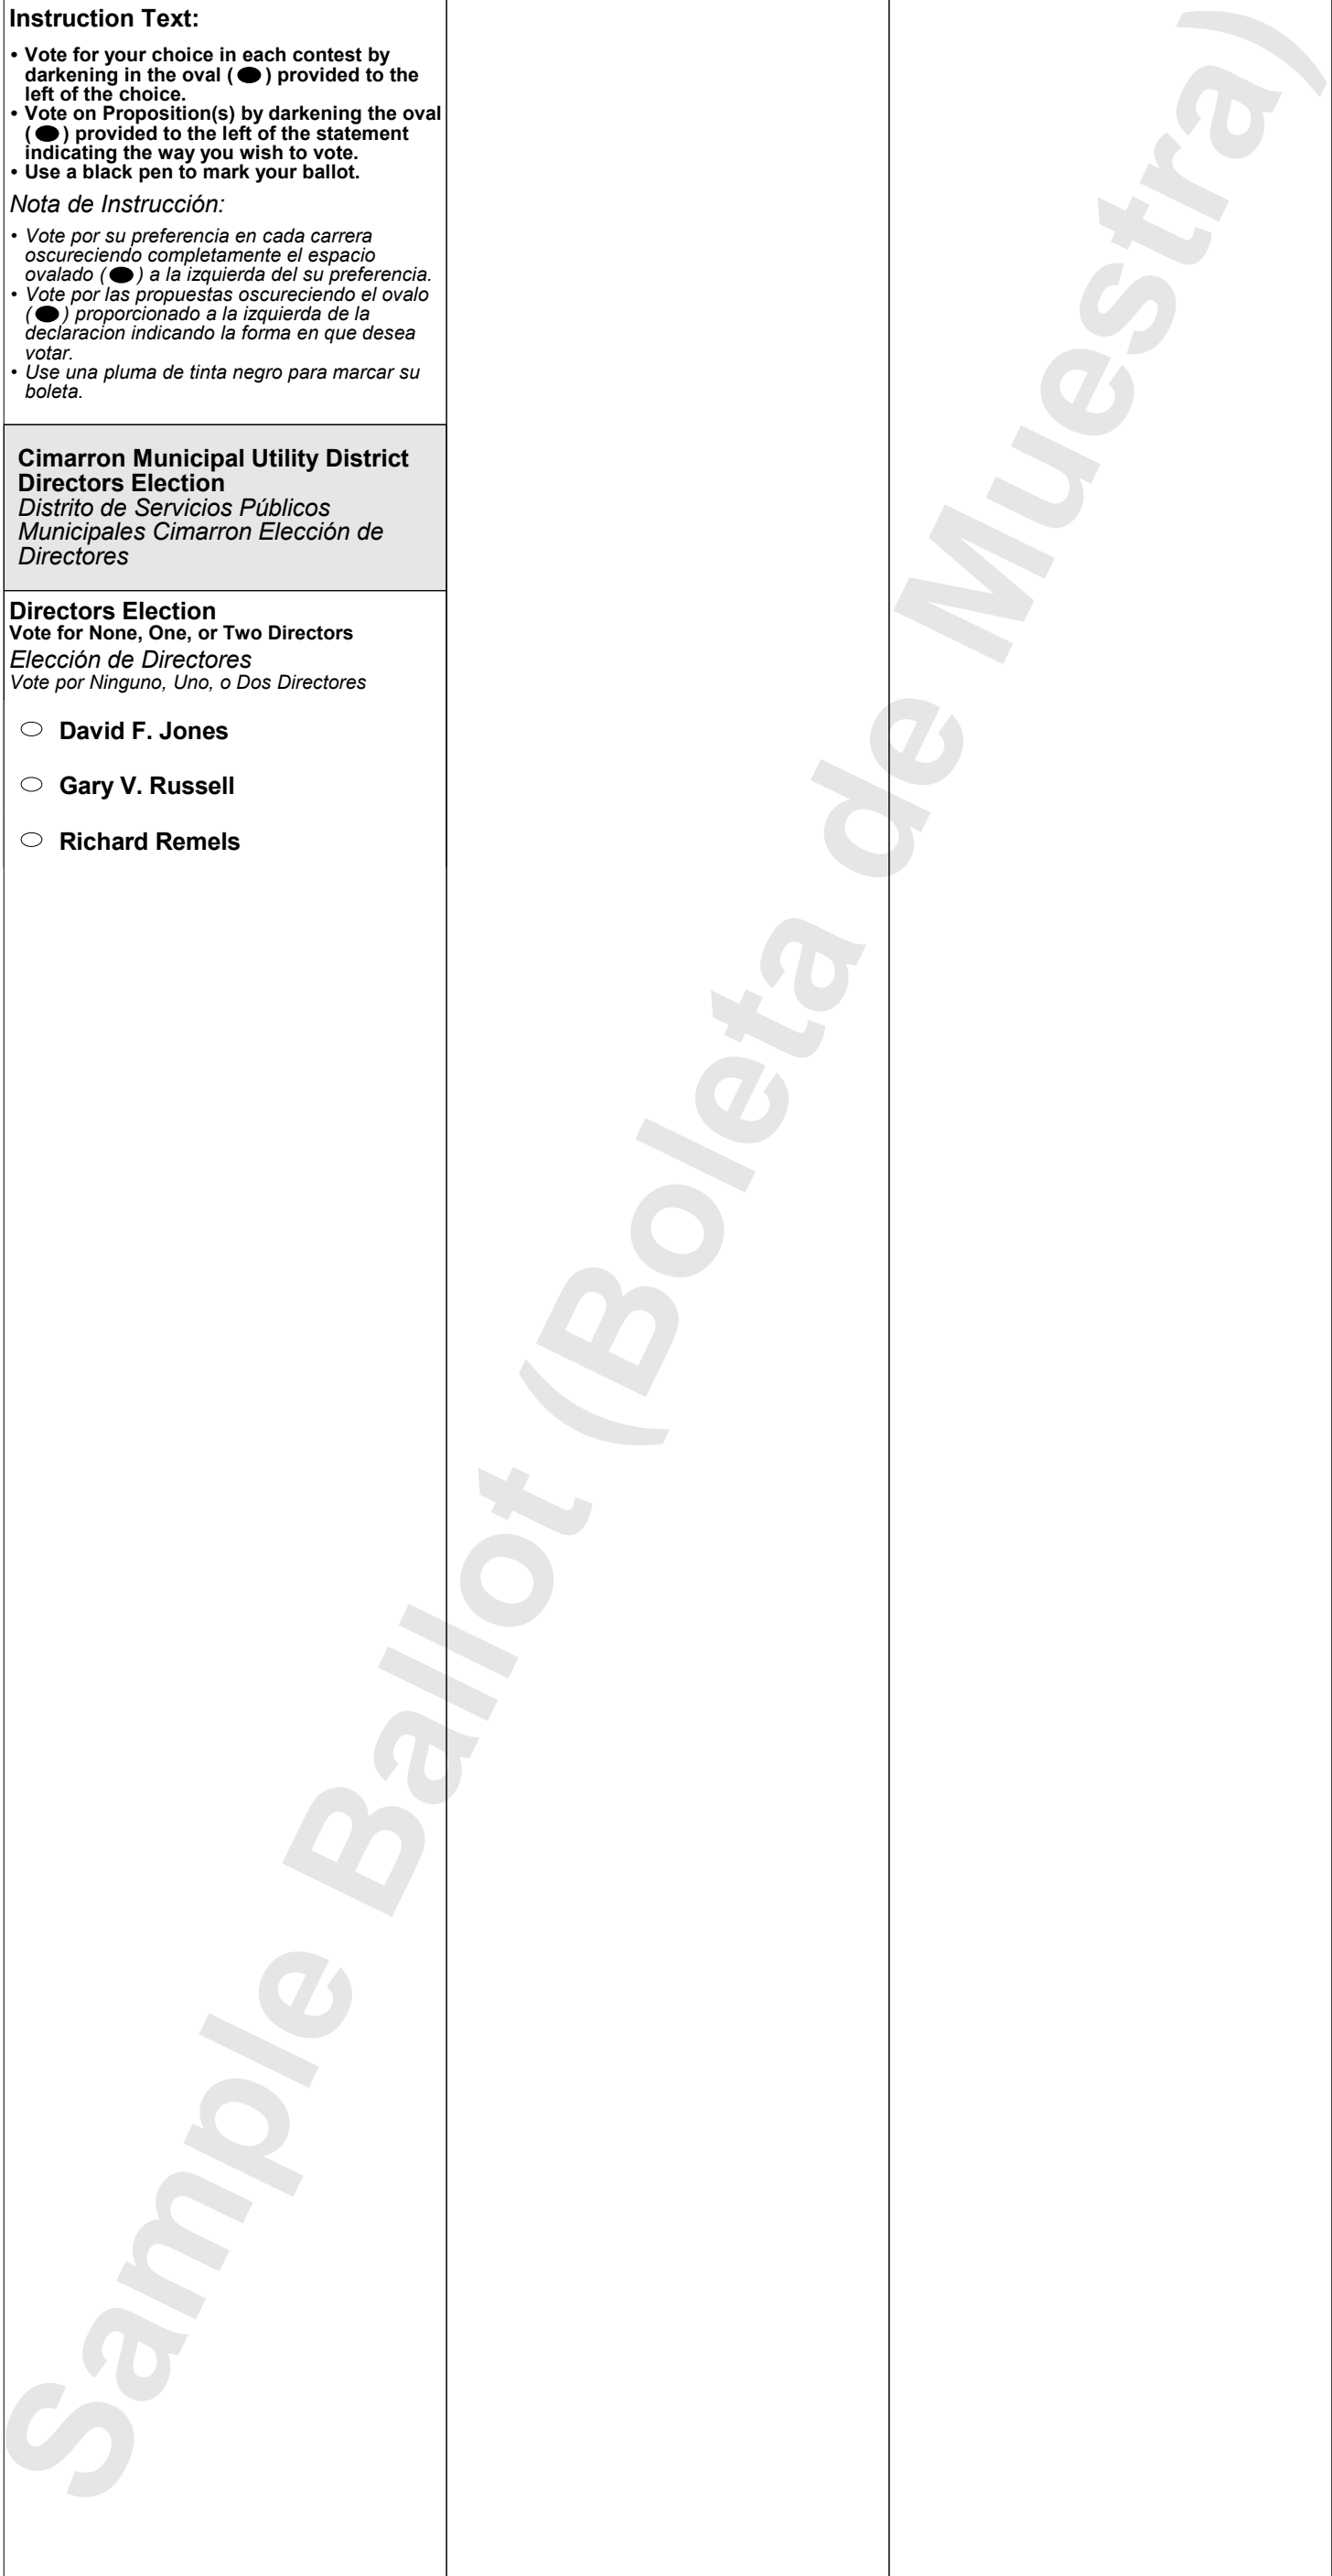 Instruction Text:
• Vote for your choice in each contest by
darkening in the oval (⬬) provided to the
left of the choice.
• Vote on Proposition(s) by darkening the oval
(⬬) provided to the left of the statement
indicating the way you wish to vote.
• Use a black pen to mark your ballot.
Nota de Instrucción:
• Vote por su preferencia en cada carrera
oscureciendo completamente el espacio
ovalado (⬬) a la izquierda del su preferencia.
• Vote por las propuestas oscureciendo el ovalo
(⬬) proporcionado a la izquierda de la
declaracion indicando la forma en que desea
votar.
• Use una pluma de tinta negro para marcar su
boleta.
Cimarron Municipal Utility District
Directors Election
Distrito de Servicios Públicos
Municipales Cimarron Elección de
Directores
Directors Election
Vote for None, One, or Two Directors
Elección de Directores
Vote por Ninguno, Uno, o Dos Directores
David F. Jones
Gary V. Russell
Richard Remels
Sample Ballot (Boleta de Muestra)